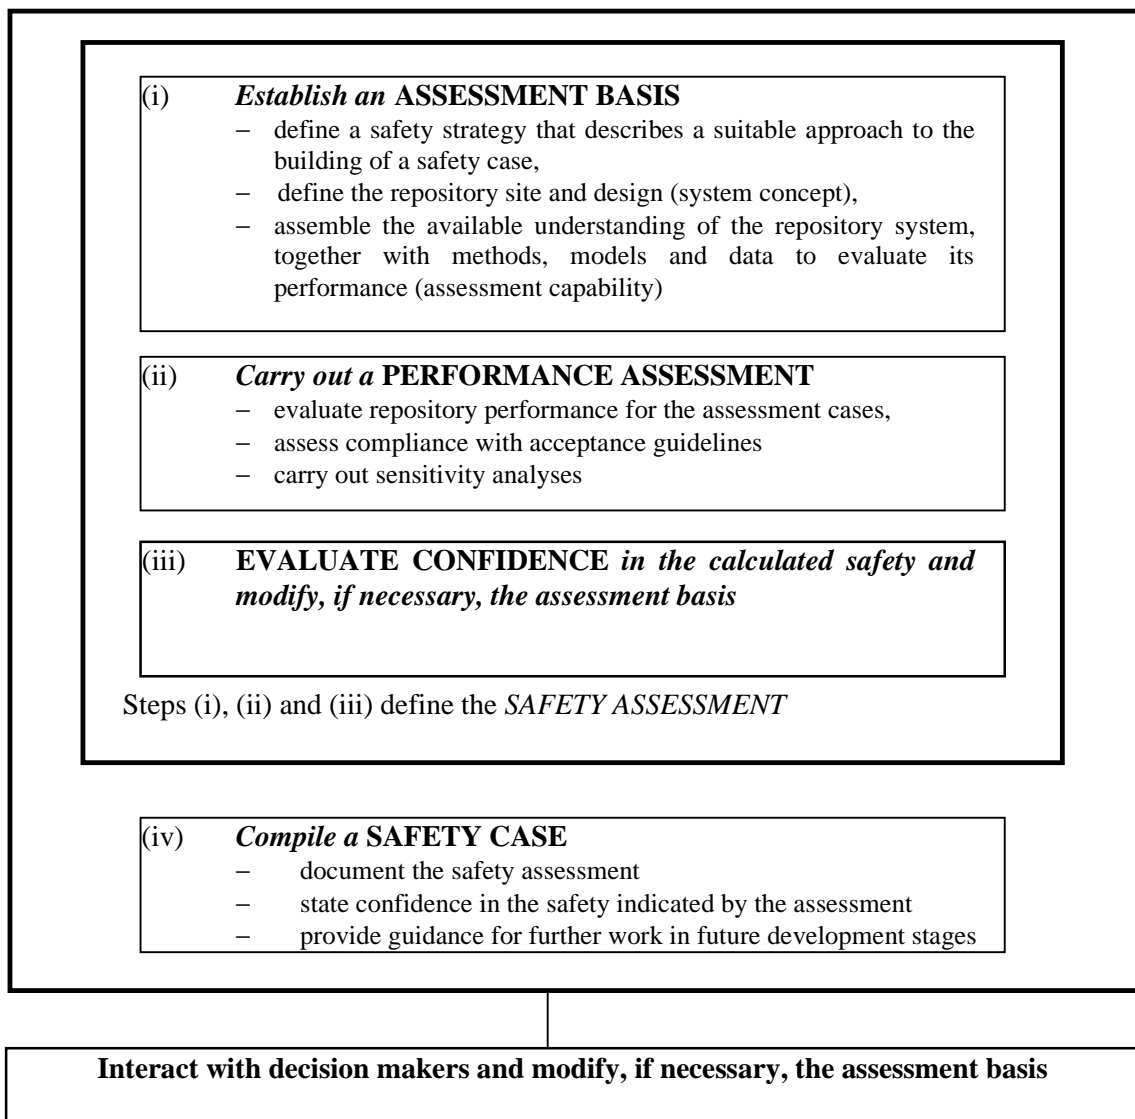 (i) Establish an ASSESSMENT BASIS
– define a safety strategy that describes a suitable approach to the
building of a safety case,
– define the repository site and design (system concept),
– assemble the available understanding of the repository system,
together with methods, models and data to evaluate its
performance (assessment capability)
(ii) Carry out a PERFORMANCE ASSESSMENT
– evaluate repository performance for the assessment cases,
– assess compliance with acceptance guidelines
– carry out sensitivity analyses
(iii) EVALUATE CONFIDENCE in the calculated safety and
modify, if necessary, the assessment basis
Steps (i), (ii) and (iii) define the SAFETY ASSESSMENT
(iv) Compile a SAFETY CASE
– document the safety assessment
– state confidence in the safety indicated by the assessment
– provide guidance for further work in future development stages
Interact with decision makers and modify, if necessary, the assessment basis